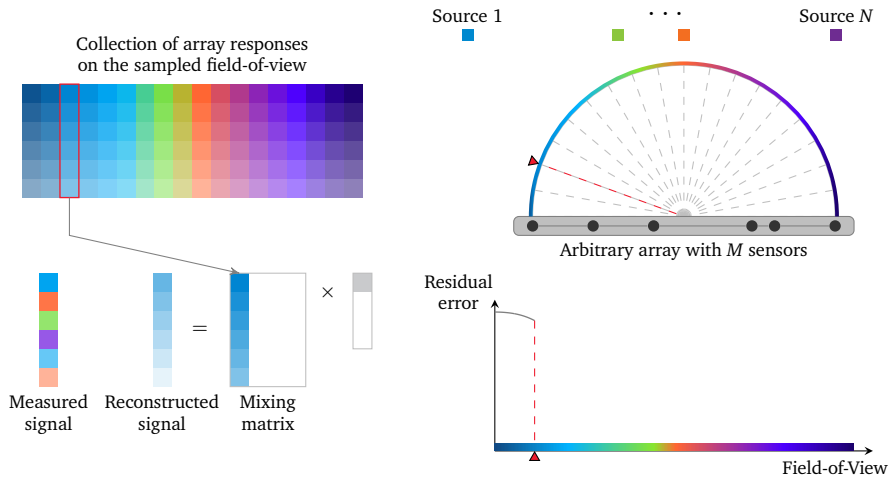 Collection of array responses
on the sampled field-of-view
Source 1
· · ·
Source N
Arbitrary array with M sensors
=
×
Measured
signal
Reconstructed
signal
Mixing
matrix
Residual
error
Field-of-View